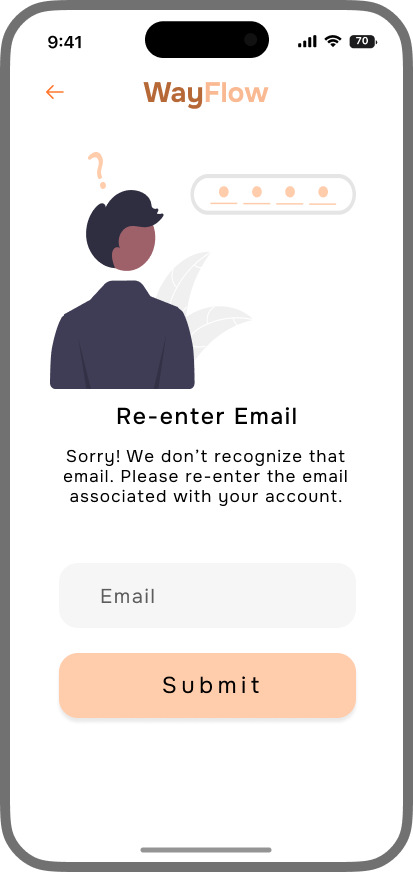 9:41
70
WayFlow
?
Re-enter Email
Sorry! We don't recognize that
email. Please re-enter the email
associated with your account.
Email
Submit